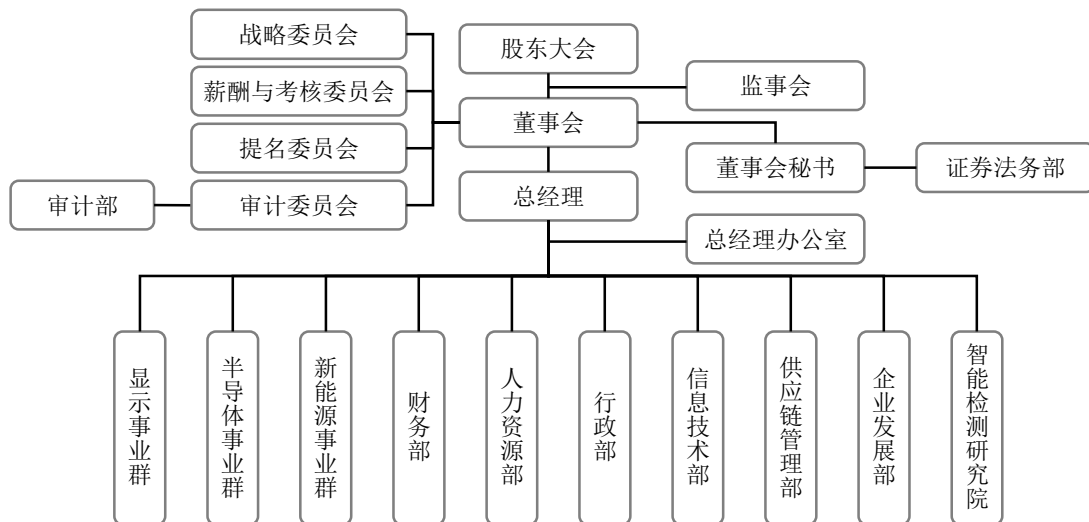 战略委员会
股东大会
薪酬与考核委员会
监事会
董事会
提名委员会
董事会秘书
证券法务部
审计部
审计委员会
总经理
总经理办公室
显示事业群
半导体事业群
新能源事业群
财务部
人力资源部
行政部
信息技术部
供应链管理部
企业发展部
智能检测研究院